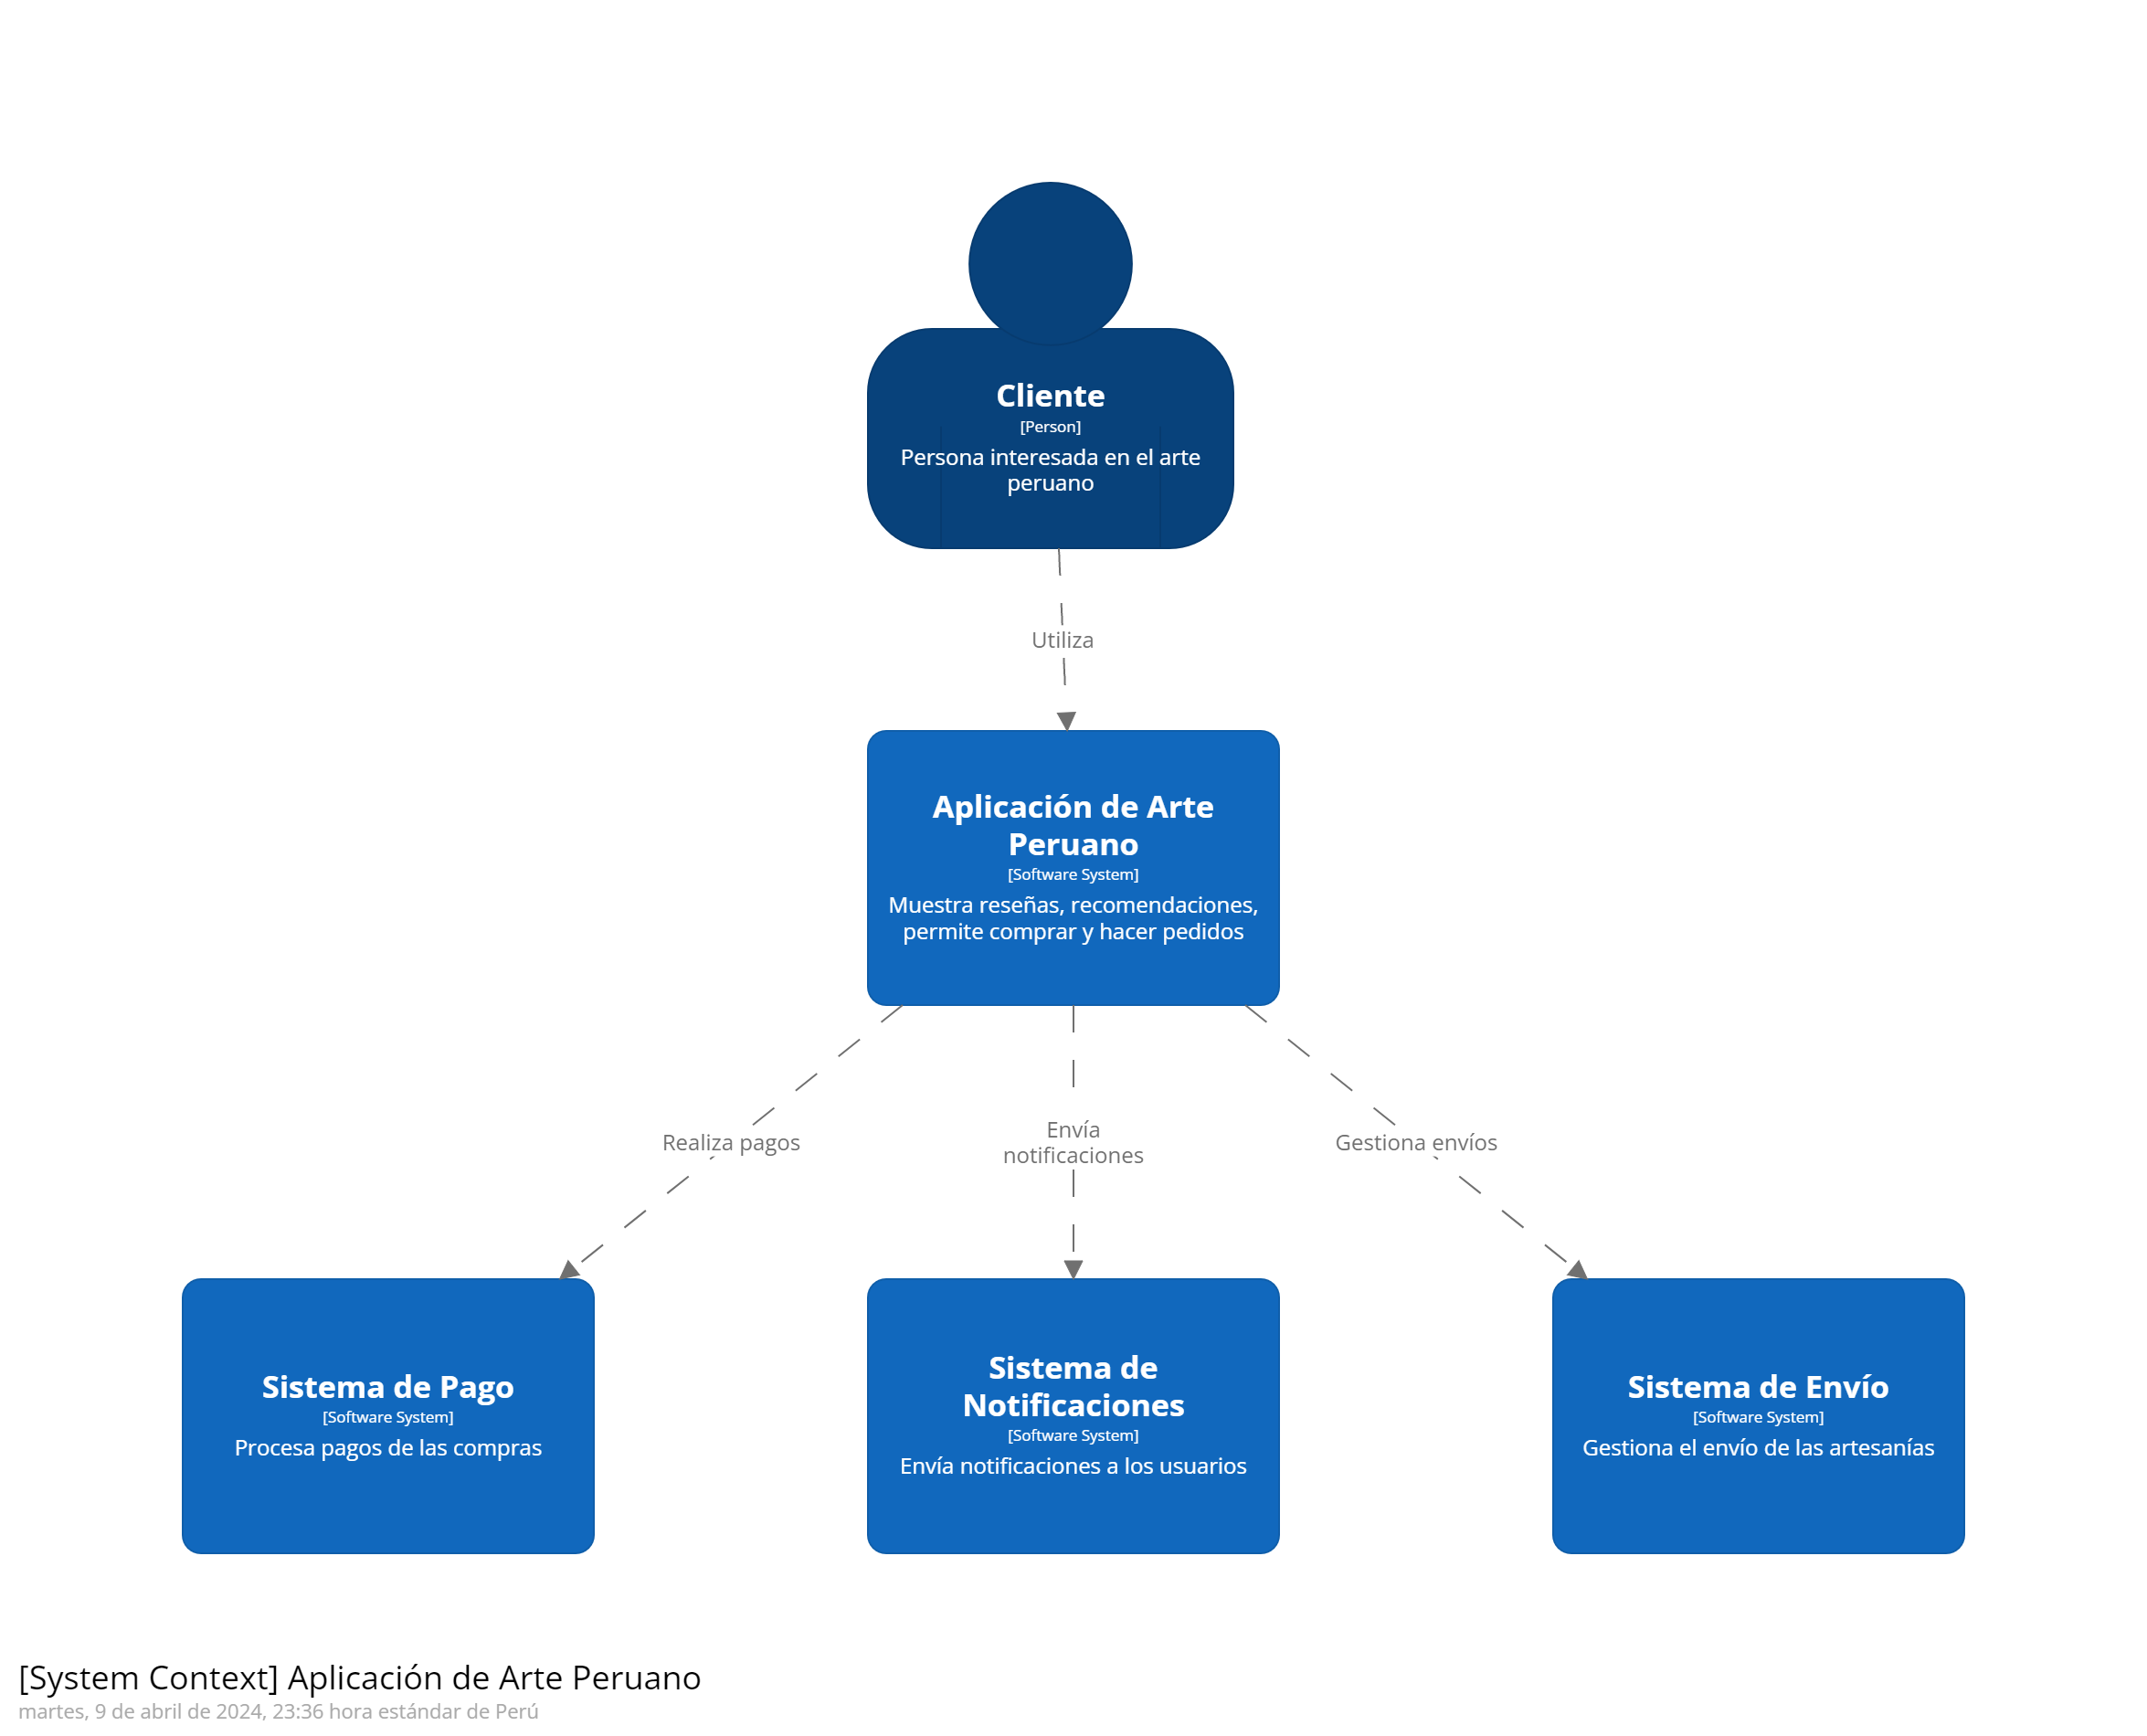 Cliente
[Person]
Persona interesada en el arte
peruano
Utiliza
Aplicación de Arte
Peruano
[Software System]
Muestra reseñas, recomendaciones,
permite comprar y hacer pedidos
Realiza pagos
Envía
notificaciones
Gestiona envíos
Sistema de Pago
[Software System]
Procesa pagos de las compras
Sistema de
Notificaciones
[Software System]
Envía notificaciones a los usuarios
Sistema de Envío
[Software System]
Gestiona el envío de las artesanías
[System Context] Aplicación de Arte Peruano
martes, 9 de abril de 2024, 23:36 hora estándar de Perú